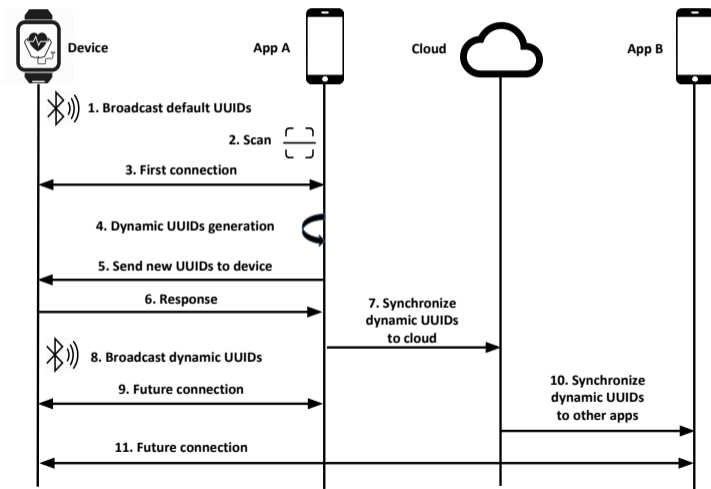 Device
App A
Cloud
App B
1. Broadcast default UUIDs
2. Scan
3. First connection
4. Dynamic UUIDs generation
5. Send new UUIDs to device
6. Response
7. Synchronize
dynamic UUIDs
to cloud
8. Broadcast dynamic UUIDs
9. Future connection
10. Synchronize
dynamic UUIDs
to other apps
11. Future connection